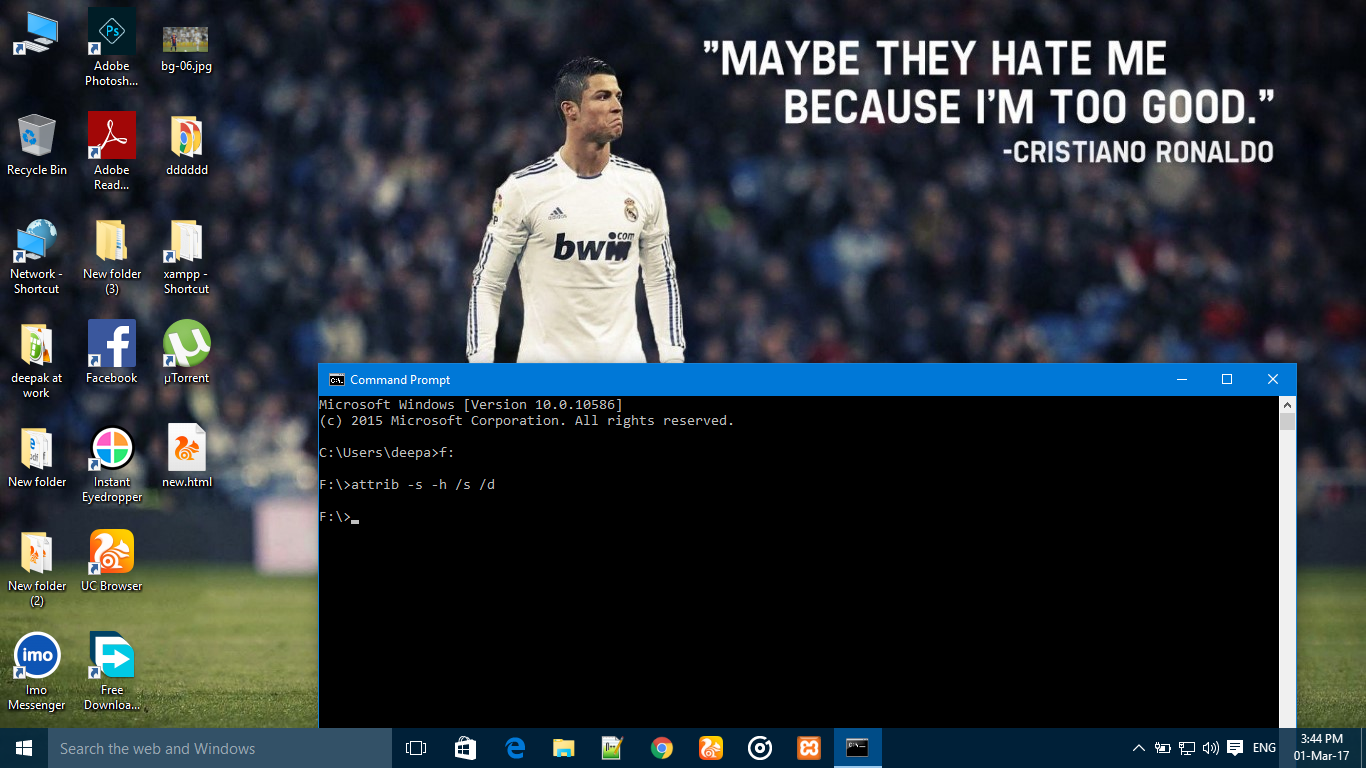 "MAYBE THEY HATE ME
BECAUSE I'M TOO GOOD."
-CRISTIANO RONALDO
bwin.com
Ps
Adobe
Photosh...
bg-06.jpg
Recycle Bin
Adobe
Read...
dddddd
Network -
Shortcut
New folder
(3)
xampp -
Shortcut
deepak at
work
Facebook
µTorrent
New folder
Instant
Eyedropper
new.html
New folder
(2)
UC Browser
imo
Imo
Messenger
Free
Downloa...
Command Prompt
Microsoft Windows [Version 10.0.10586]
(c) 2015 Microsoft Corporation. All rights reserved.
C:\Users\deepa>f:
F:\>attrib -s -h /s /d
F:\>
Search the web and Windows
ENG
3:44 PM
01-Mar-17